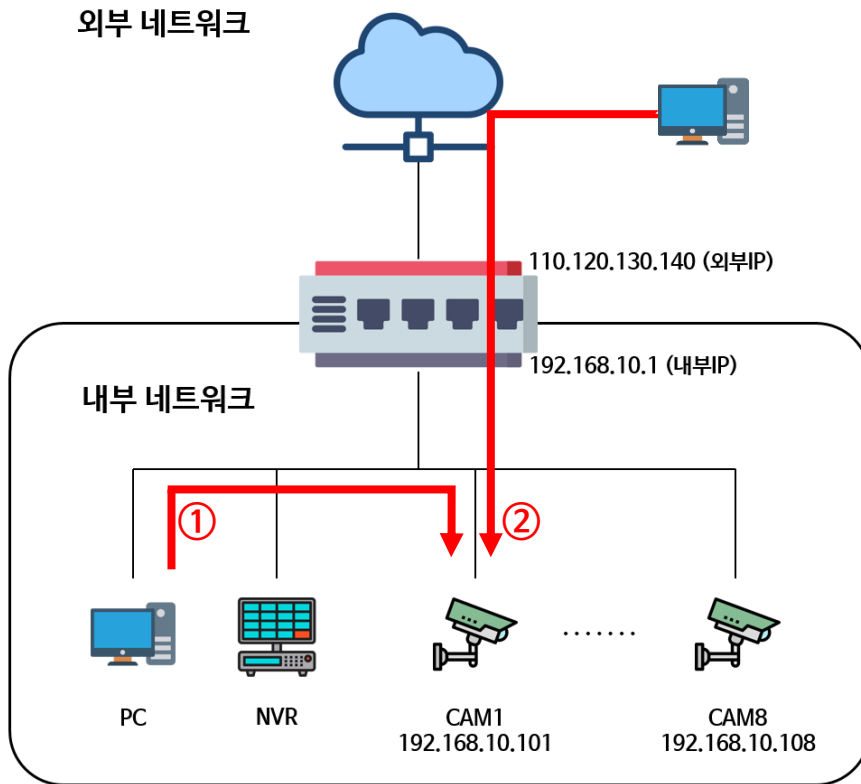 외부 네트워크
110.120.130.140 (외부IP)
192.168.10.1 (내부IP)
내부 네트워크
①
②
PC
NVR
CAM1
192.168.10.101
.......
CAM8
192.168.10.108